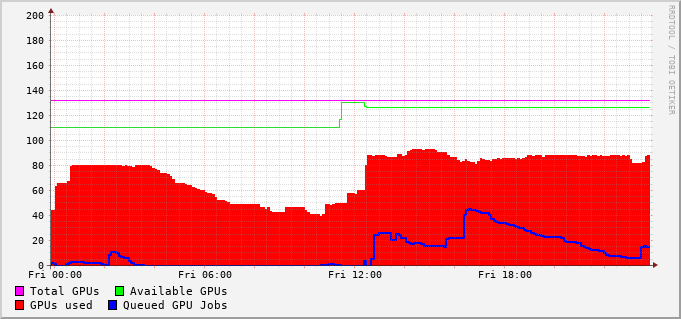 200
180
160
140
120
100
80
60
40
20
0
Fri 00:00 Fri 06:00 Fri 12:00 Fri 18:00
Total GPUs Available GPUs
GPUs used Queued GPU Jobs
RRDTOOL / TOBI OETIKER